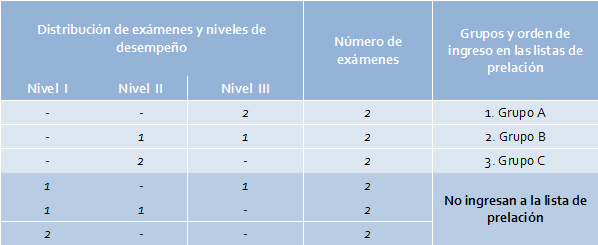 Distribución de exámenes y niveles de
desempeño
Número de
exámenes
Grupos y orden de
ingreso en las listas de
prelación
Nivel I Nivel II Nivel III
- - 2 2 1. Grupo A
- 1 1 2 2. Grupo B
- 2 - 2 3. Grupo C
1 - 1 2
1 1 - 2
2 - - 2
No ingresan a la lista de
prelación